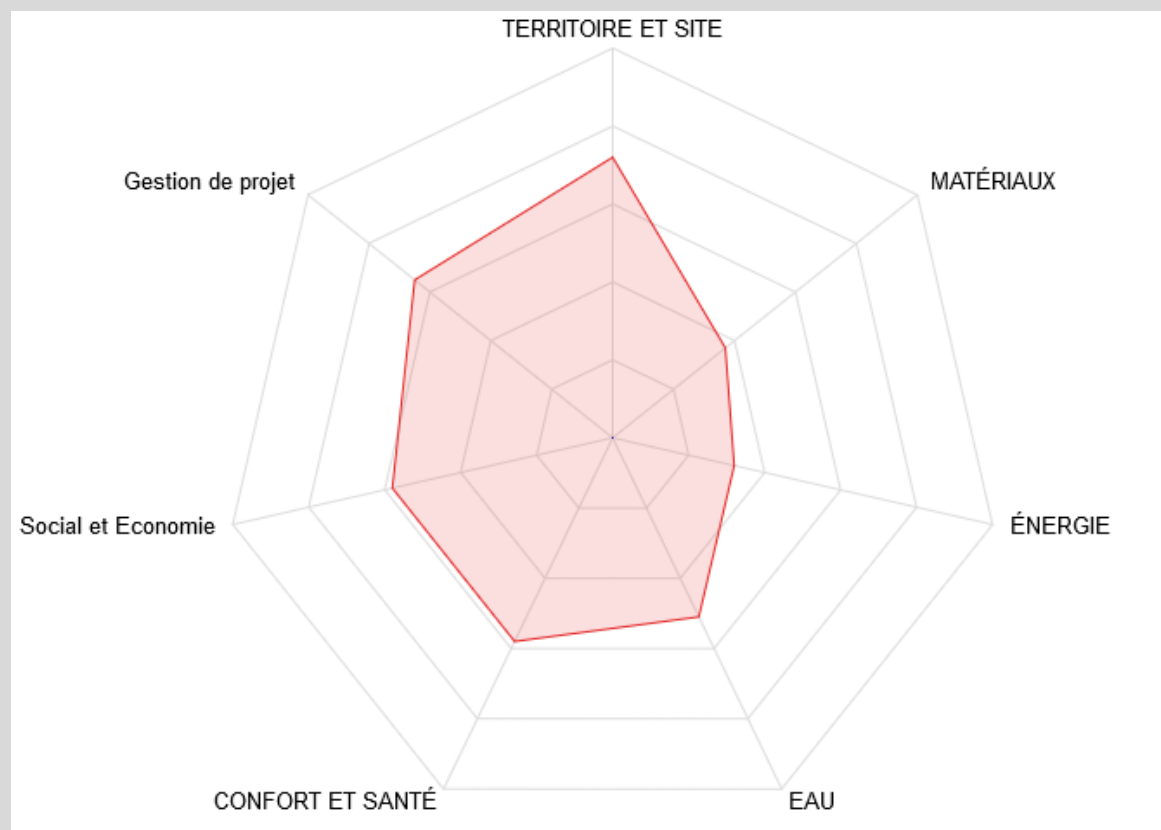 TERRITOIRE ET SITE
Gestion de projet
MATÉRIAUX
Social et Economie
ÉNERGIE
CONFORT ET SANTÉ
EAU